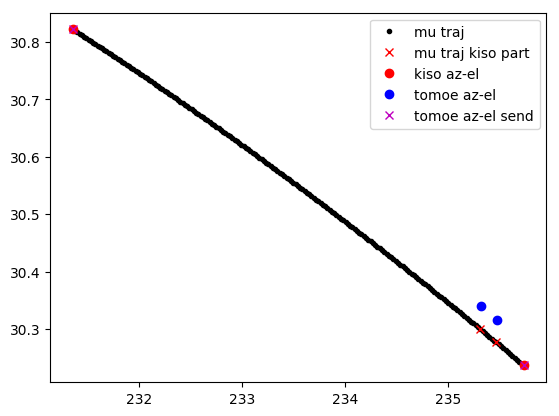 30.8
30.7
30.6
30.5
30.4
30.3
232
233
234
235
mu traj
mu traj kiso part
kiso az-el
tomoe az-el
tomoe az-el send